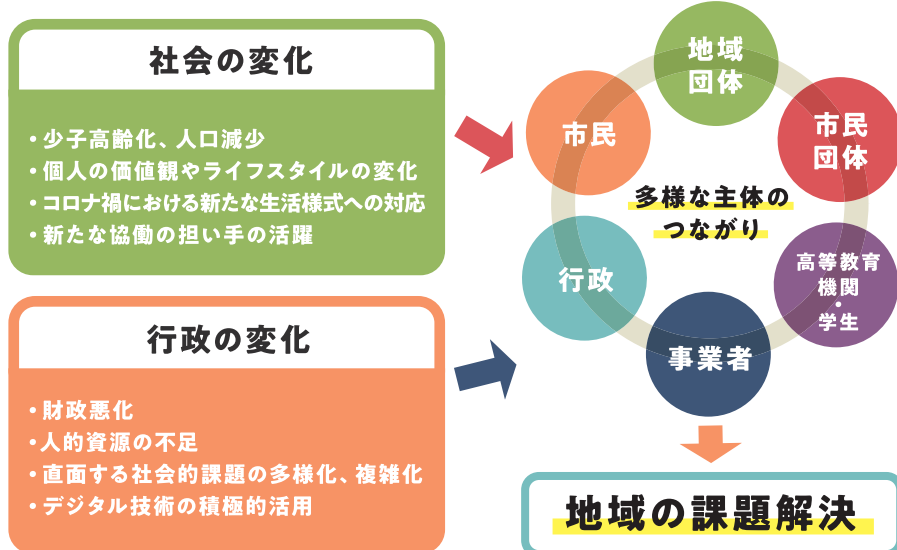 社会の変化
・少子高齢化、人口減少
・個人の価値観やライフスタイルの変化
・コロナ禍における新たな生活様式への対応
・新たな協働の担い手の活躍
行政の変化
・財政悪化
・人的資源の不足
・直面する社会的課題の多様化、複雑化
・デジタル技術の積極的活用
地域
団体
市民
市民
団体
多様な主体の
つながり
行政
高等教育
機関
・
学生
事業者
地域の課題解決